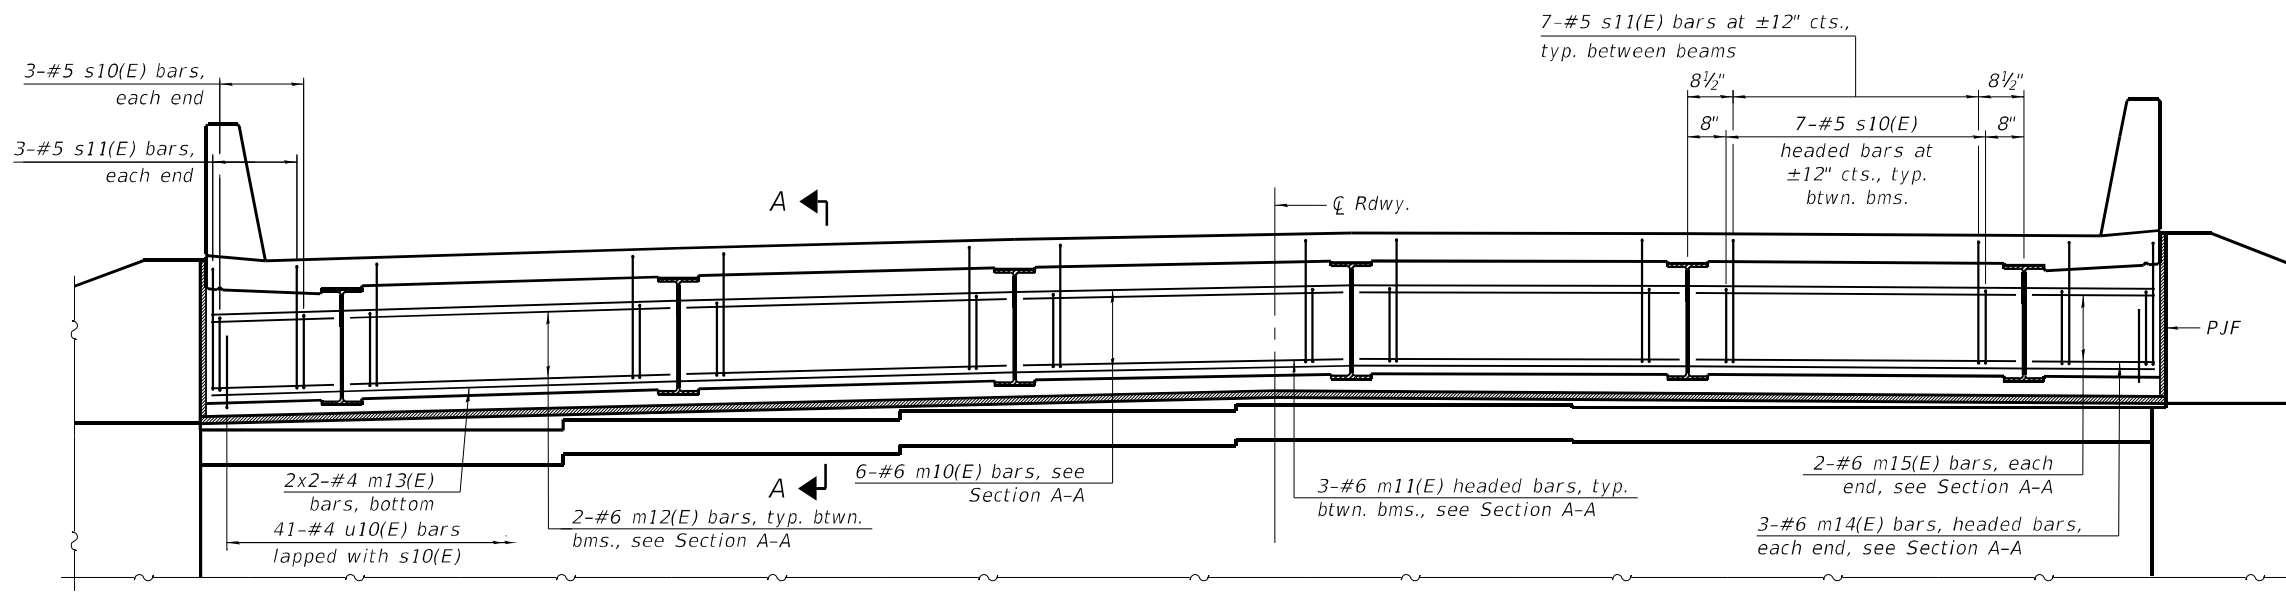 7-#5 s11(E) bars at ±12" cts.,
typ. between beams
3-#5 s10(E) bars,
each end
8½"
8½"
3-#5 s11(E) bars,
each end
8"
7-#5 s10(E)
8"
headed bars at
±12" cts., typ.
btwn. bms.
A
℄ Rdwy.
PJF
2x2-#4 m13(E)
bars, bottom
A
6-#6 m10(E) bars, see
Section A-A
3-#6 m11(E) headed bars, typ.
btwn. bms., see Section A-A
2-#6 m15(E) bars, each
end, see Section A-A
41-#4 u10(E) bars
lapped with s10(E)
2-#6 m12(E) bars, typ. btwn.
bms., see Section A-A
3-#6 m14(E) bars, headed bars,
each end, see Section A-A